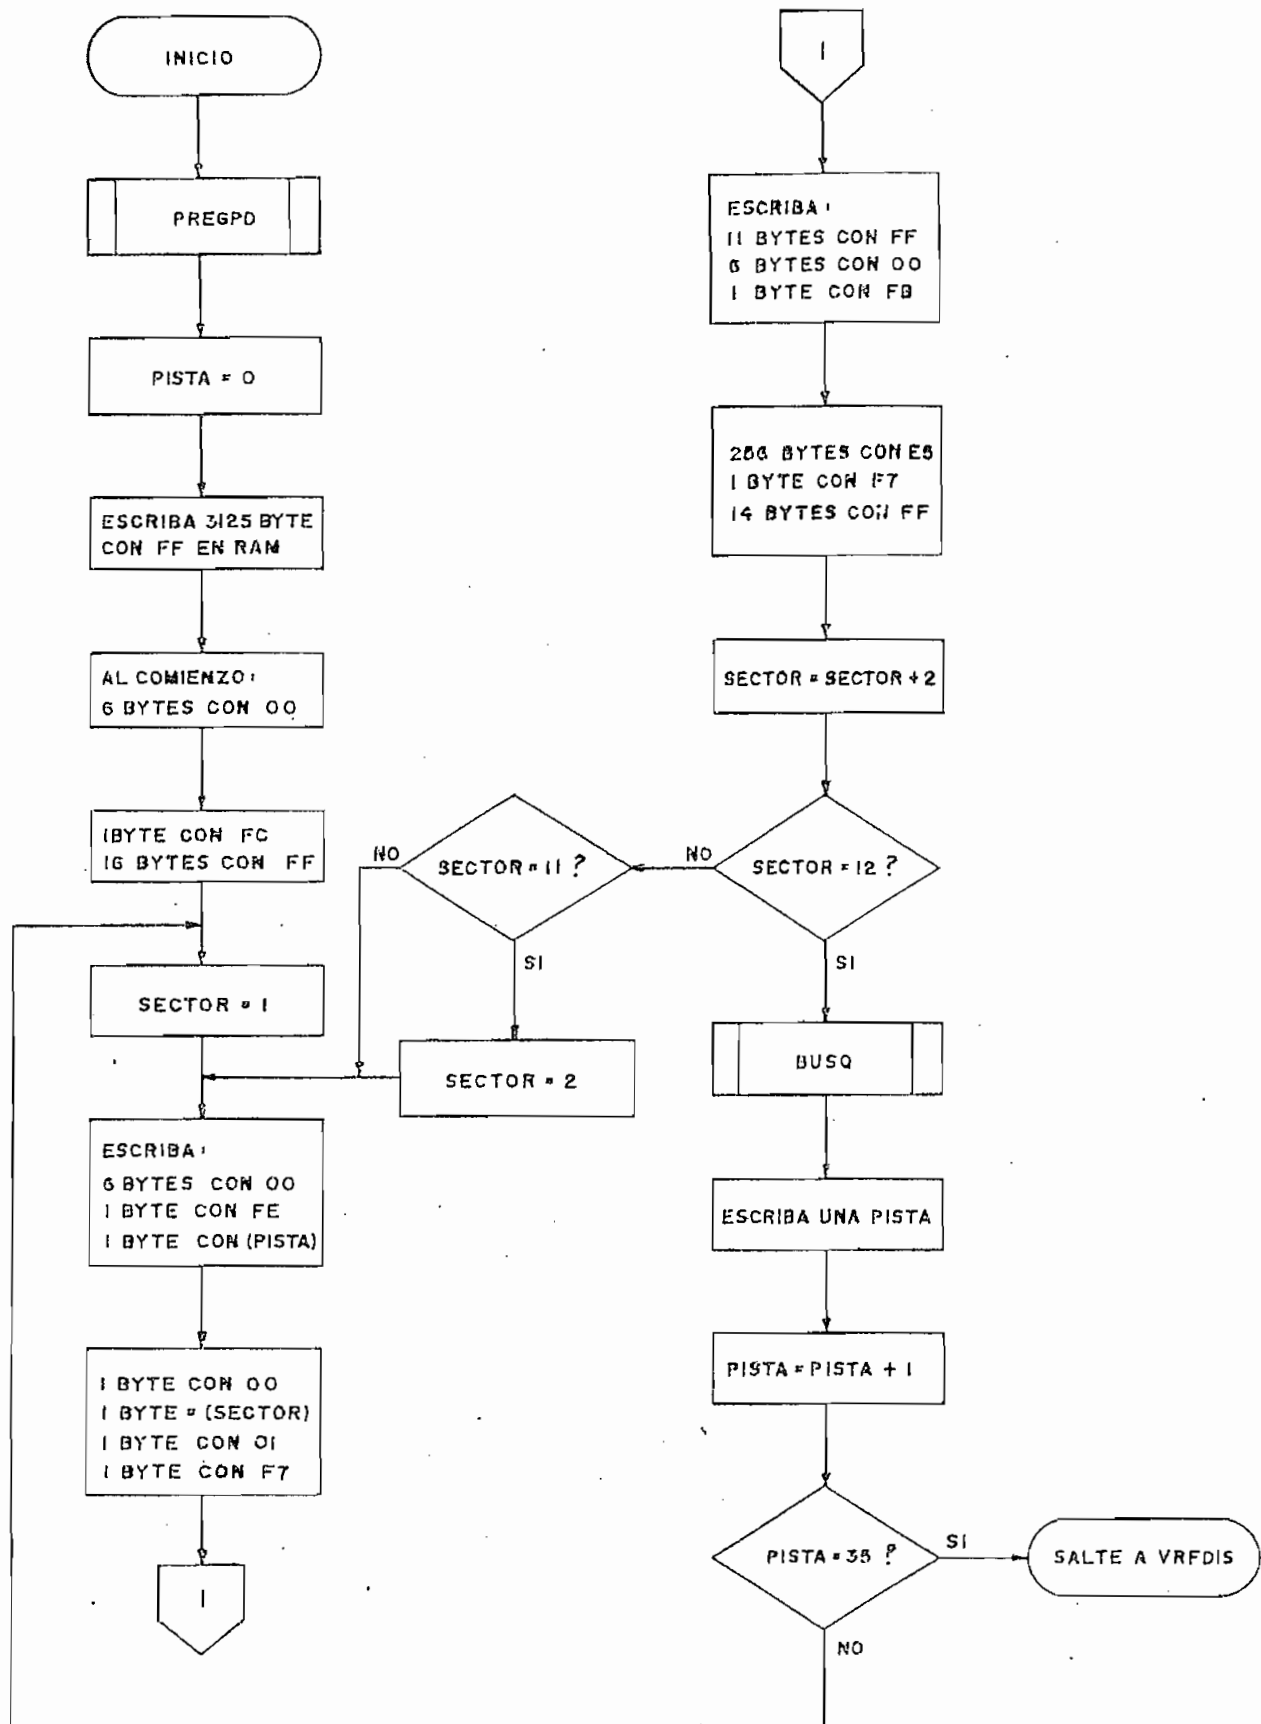 INICIO
PREGPD
PISTA = 0
ESCRIBA 3125 BYTE
CON FF EN RAM
AL COMIENZO:
6 BYTES CON 00
1BYTE CON FC
16 BYTES CON FF
SECTOR = 1
ESCRIBA:
6 BYTES CON 00
1 BYTE CON FE
1 BYTE CON (PISTA)
1 BYTE CON 00
1 BYTE = (SECTOR)
1 BYTE CON 01
1 BYTE CON F7
1
1
ESCRIBA:
11 BYTES CON FF
6 BYTES CON 00
1 BYTE CON FB
256 BYTES CON E5
1 BYTE CON F7
14 BYTES CON FF
SECTOR = SECTOR +2
SECTOR = 12 ?
NO
SI
SECTOR = 11 ?
NO
SI
SECTOR = 2
BUSQ
ESCRIBA UNA PISTA
PISTA = PISTA + 1
PISTA = 35 ?
SI
SALTE A VRFDIS
NO